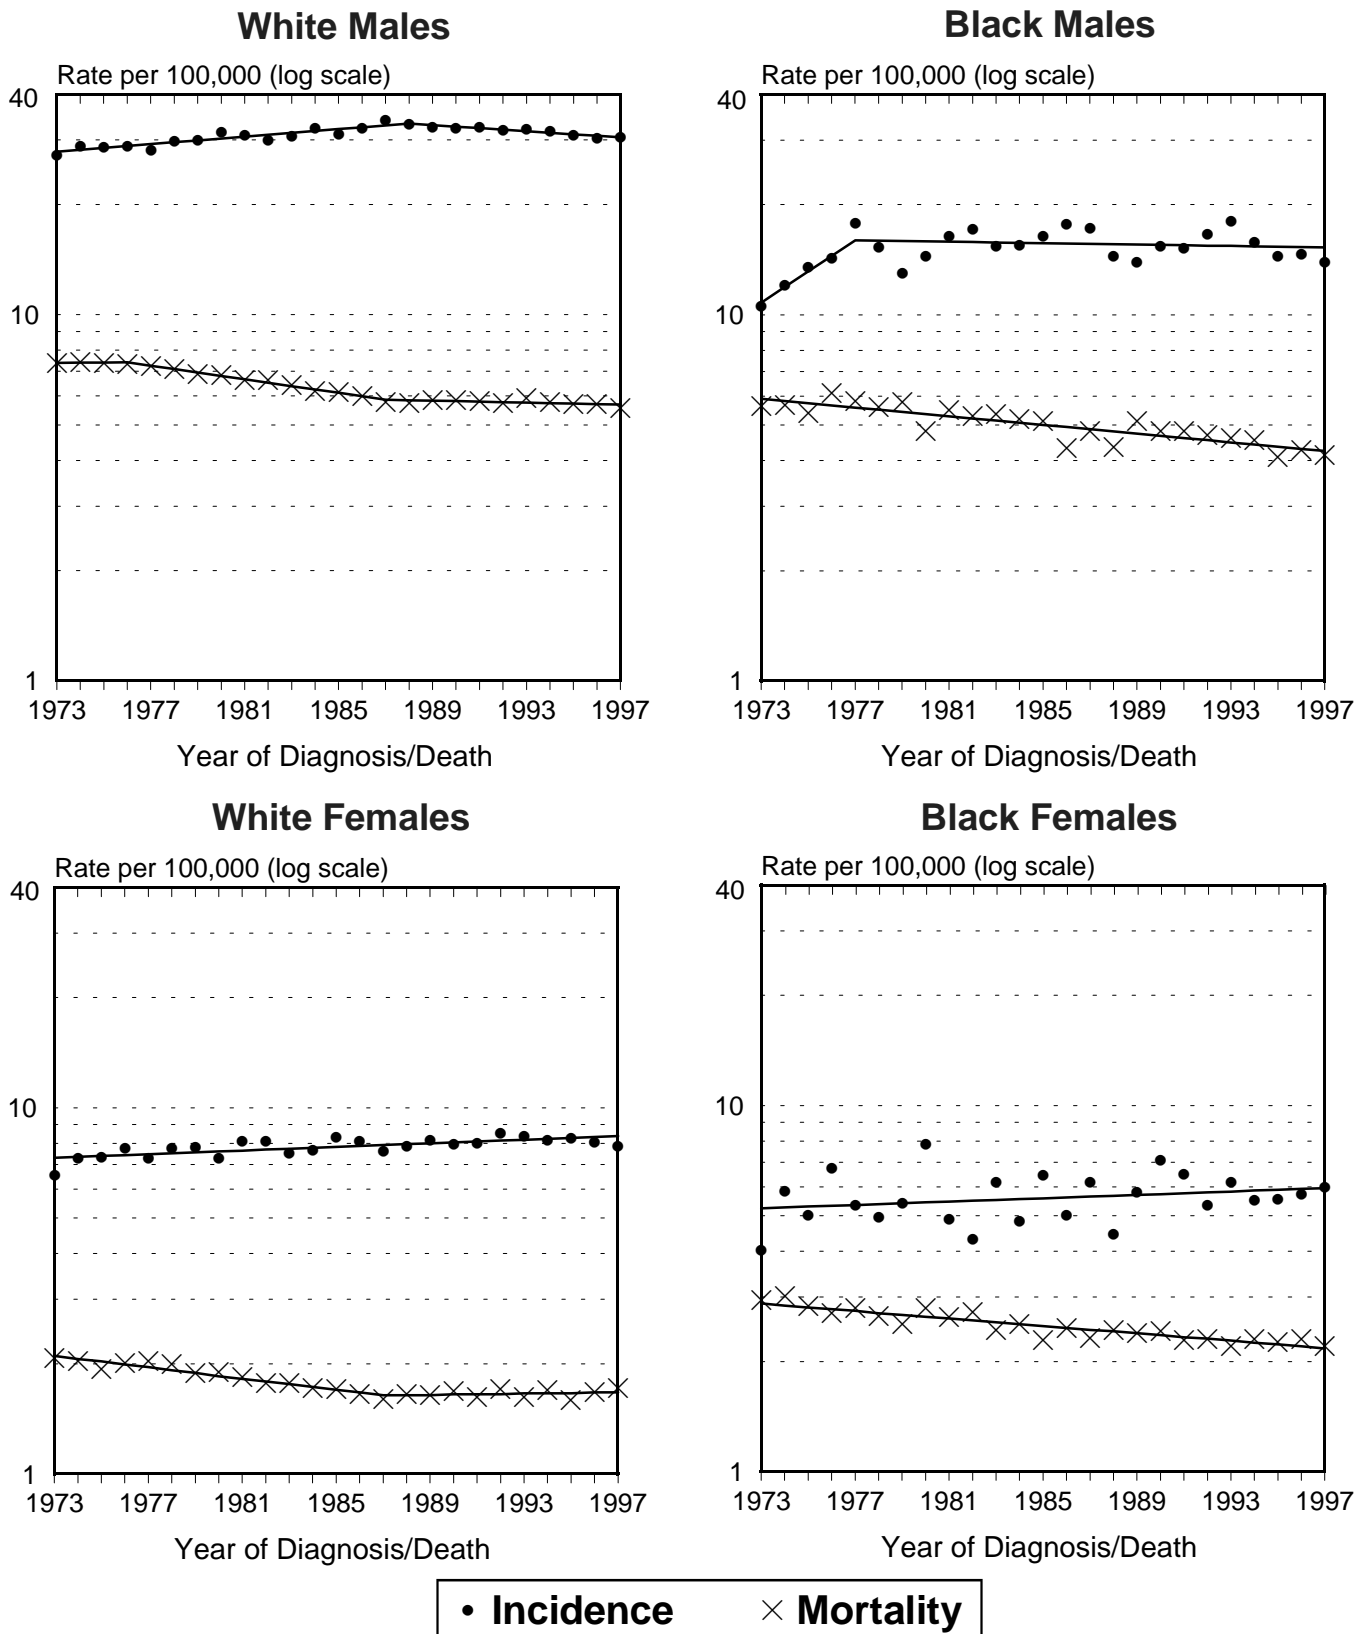 White Males
Rate per 100,000 (log scale)
40
10
1
1973 1977 1981 1985 1989 1993 1997
Year of Diagnosis/Death
Black Males
Rate per 100,000 (log scale)
40
10
1
1973 1977 1981 1985 1989 1993 1997
Year of Diagnosis/Death
White Females
Rate per 100,000 (log scale)
40
10
1
1973 1977 1981 1985 1989 1993 1997
Year of Diagnosis/Death
Black Females
Rate per 100,000 (log scale)
40
10
1
1973 1977 1981 1985 1989 1993 1997
Year of Diagnosis/Death
Incidence Mortality